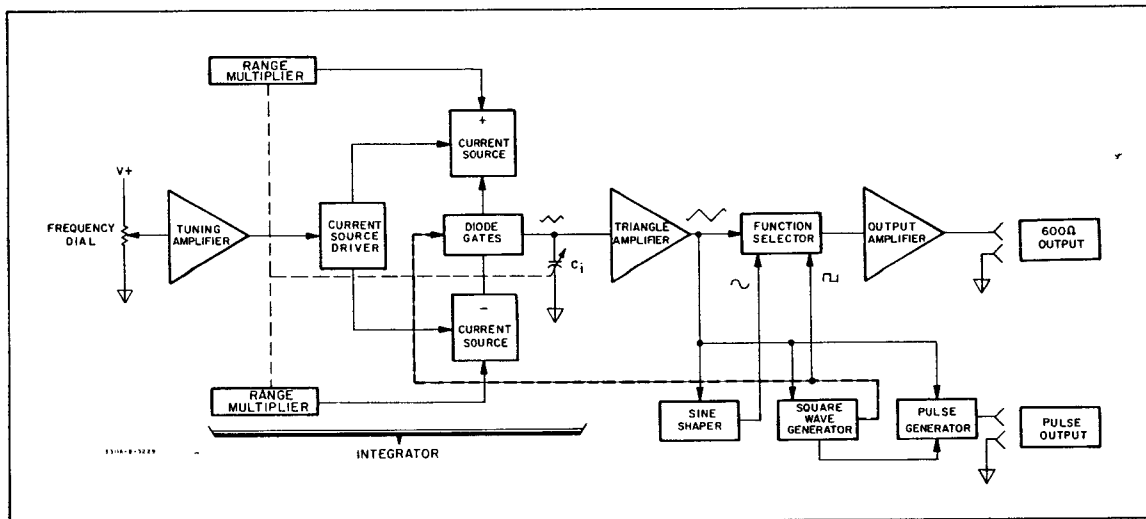 RANGE
MULTIPLIER
+
CURRENT
SOURCE
V+
FREQUENCY
DIAL
TUNING
AMPLIFIER
CURRENT
SOURCE
DRIVER
DIODE
GATES
Ci
TRIANGLE
AMPLIFIER
FUNCTION
SELECTOR
OUTPUT
AMPLIFIER
600Ω
OUTPUT
−
CURRENT
SOURCE
RANGE
MULTIPLIER
SINE
SHAPER
SQUARE
WAVE
GENERATOR
PULSE
GENERATOR
PULSE
OUTPUT
INTEGRATOR